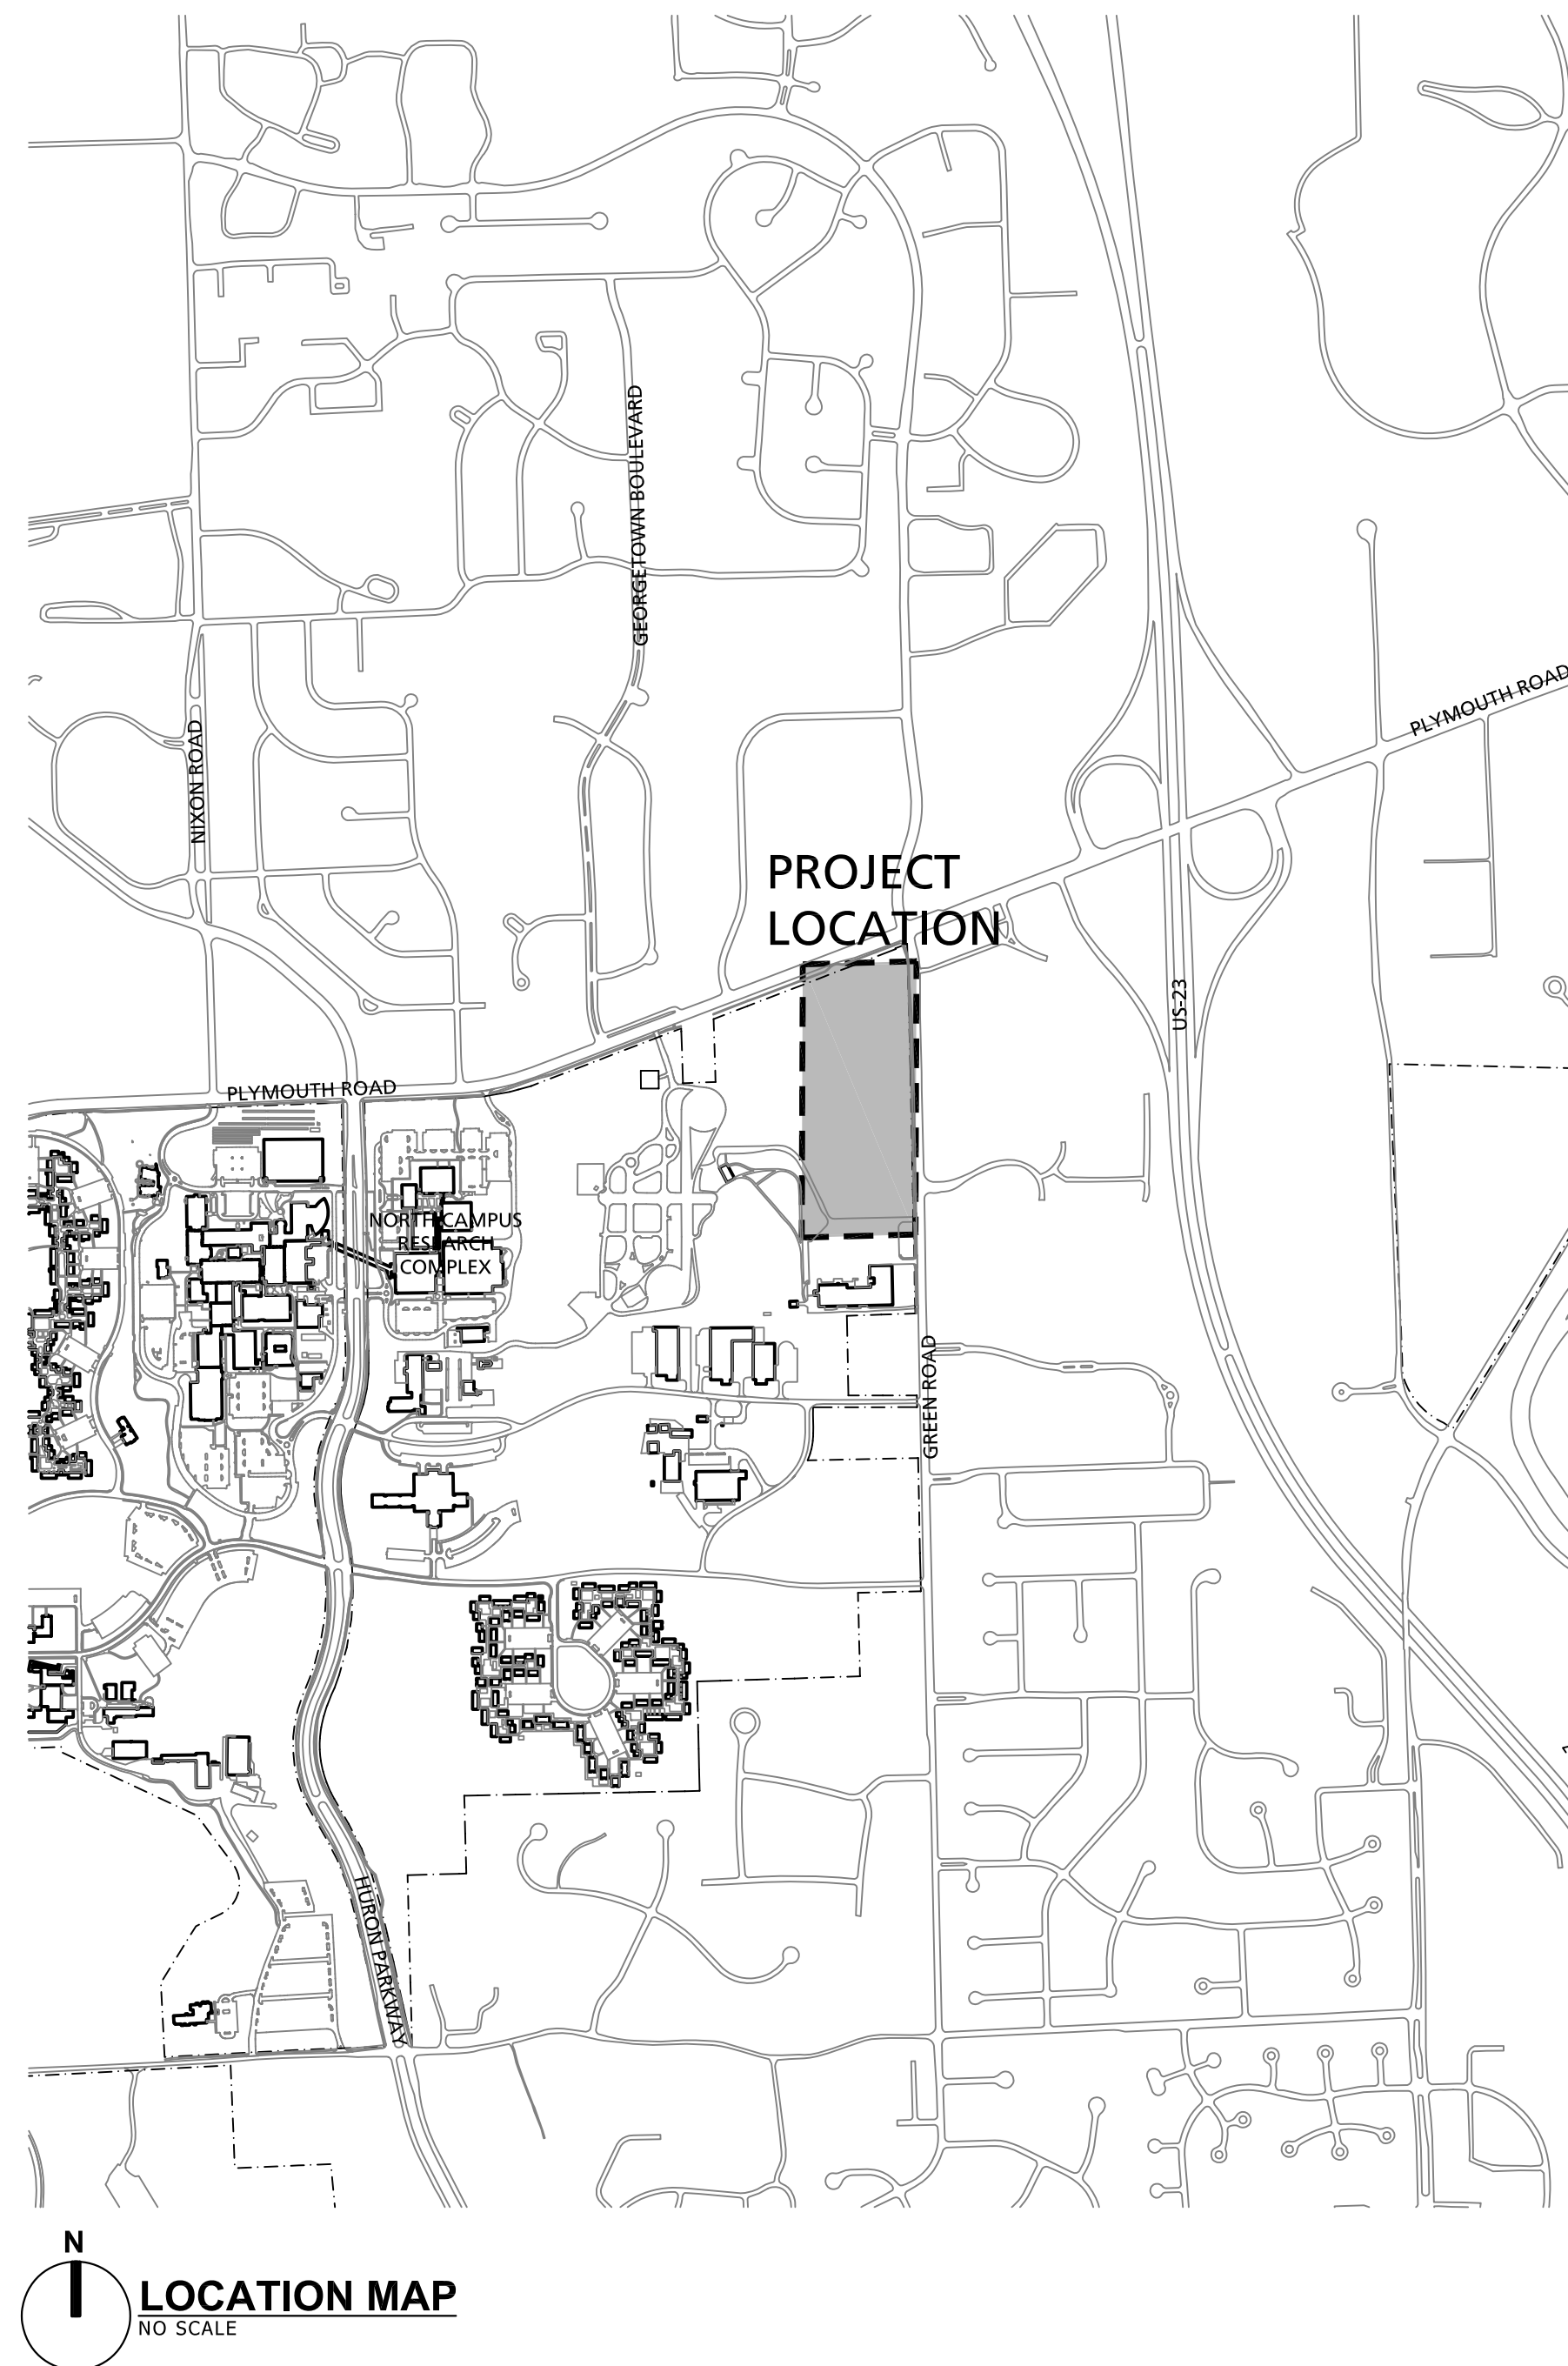 GEORGETOWN BOULEVARD
PLYMOUTH ROAD
NIXON ROAD
PROJECT
LOCATION
US-23
PLYMOUTH ROAD
NORTH CAMPUS
RESEARCH
COMPLEX
GREEN ROAD
HURON PARKWAY
N
LOCATION MAP
NO SCALE